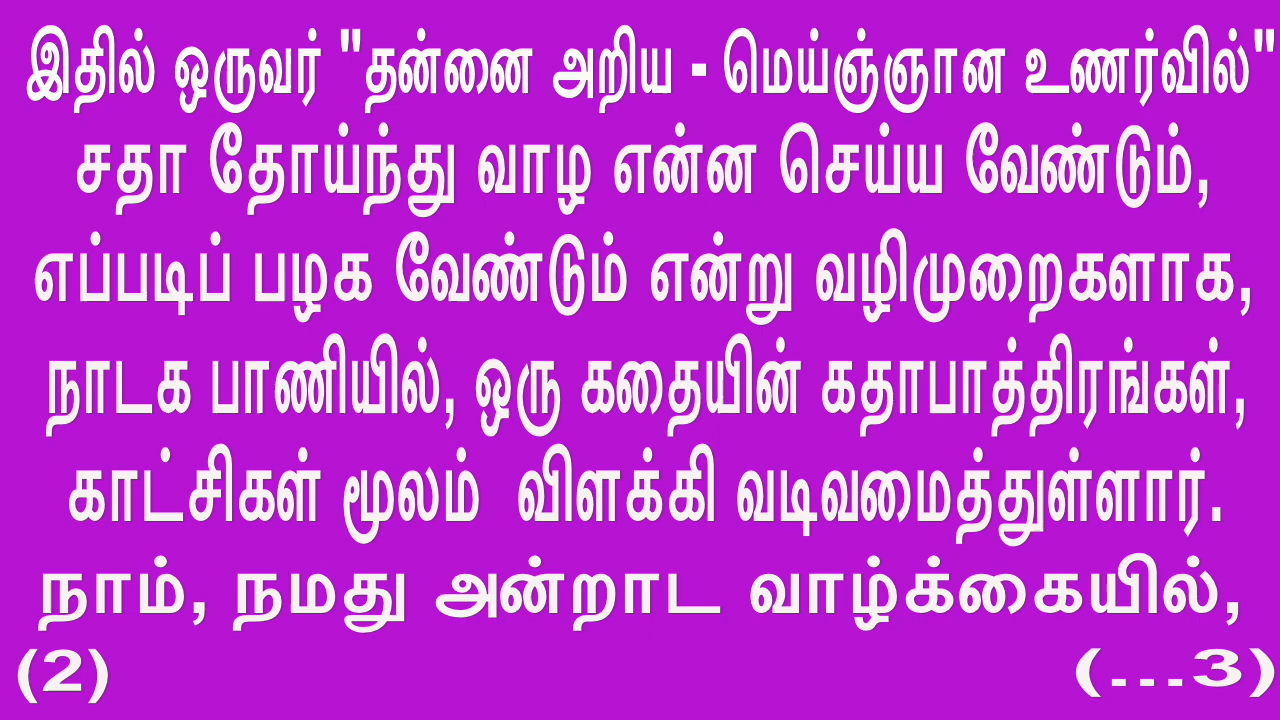 இதில் ஒருவர் "தன்னை அறிய - மெய்ஞ்ஞான உணர்வில்"
சதா தோய்ந்து வாழ என்ன செய்ய வேண்டும்,
எப்படிப் பழக வேண்டும் என்று வழிமுறைகளாக,
நாடக பாணியில், ஒரு கதையின் கதாபாத்திரங்கள்,
காட்சிகள் மூலம் விளக்கி வடிவமைத்துள்ளார்.
நாம், நமது அன்றாட வாழ்க்கையில்,
(2) (...3)